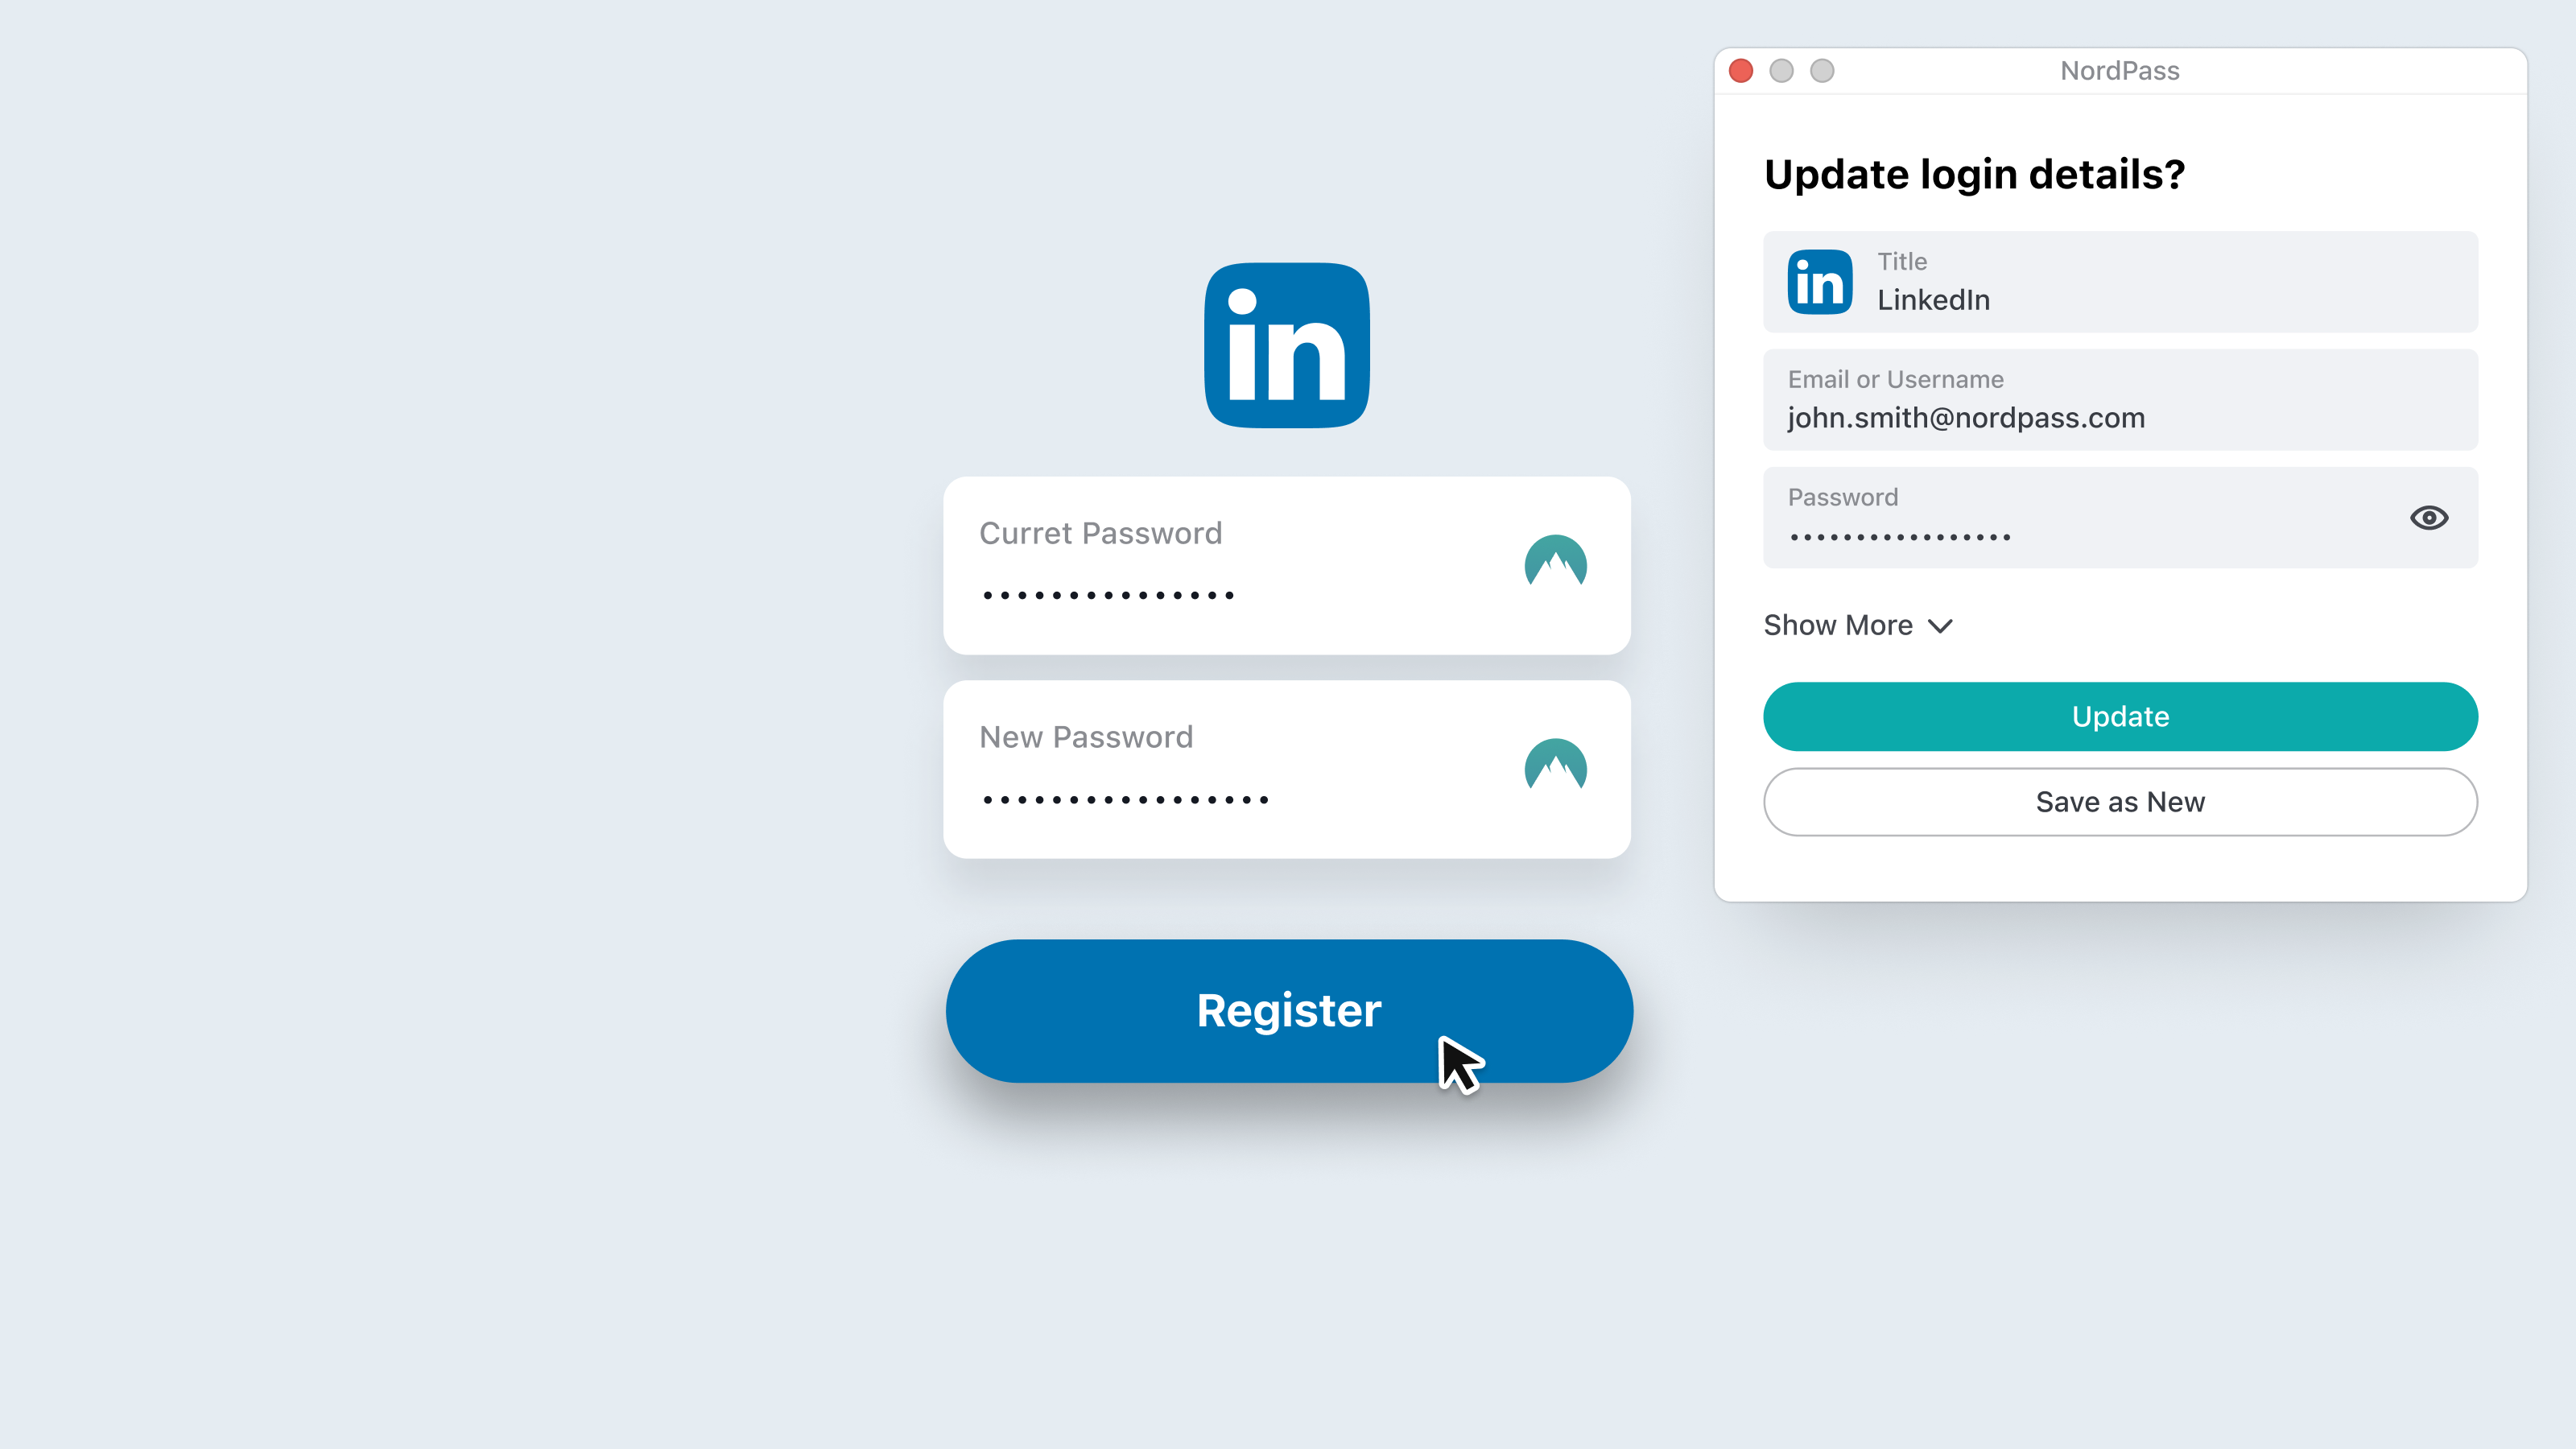 in
Curret Password
•••••••••••••••
New Password
•••••••••••••••••
Register
NordPass
Update login details?
in
Title
LinkedIn
Email or Username
john.smith@nordpass.com
Password
•••••••••••••••••
Show More
Update
Save as New